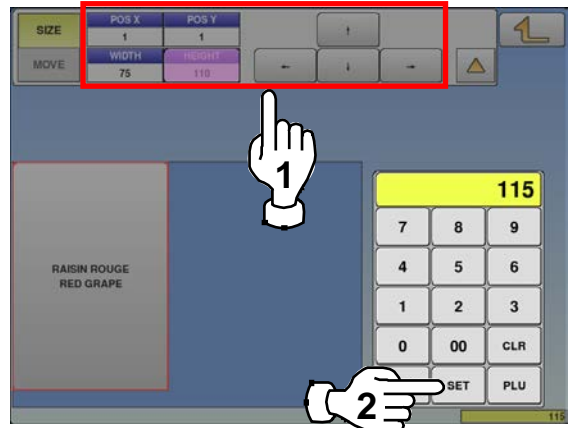 SIZE
POS X
POS Y
1
1
↑
MOVE
WIDTH
HEIGHT
75
110
←
↓
→
1
115
7 8 9
4 5 6
1 2 3
0 00 CLR
SET PLU
RAISIN ROUGE
RED GRAPE
2
115